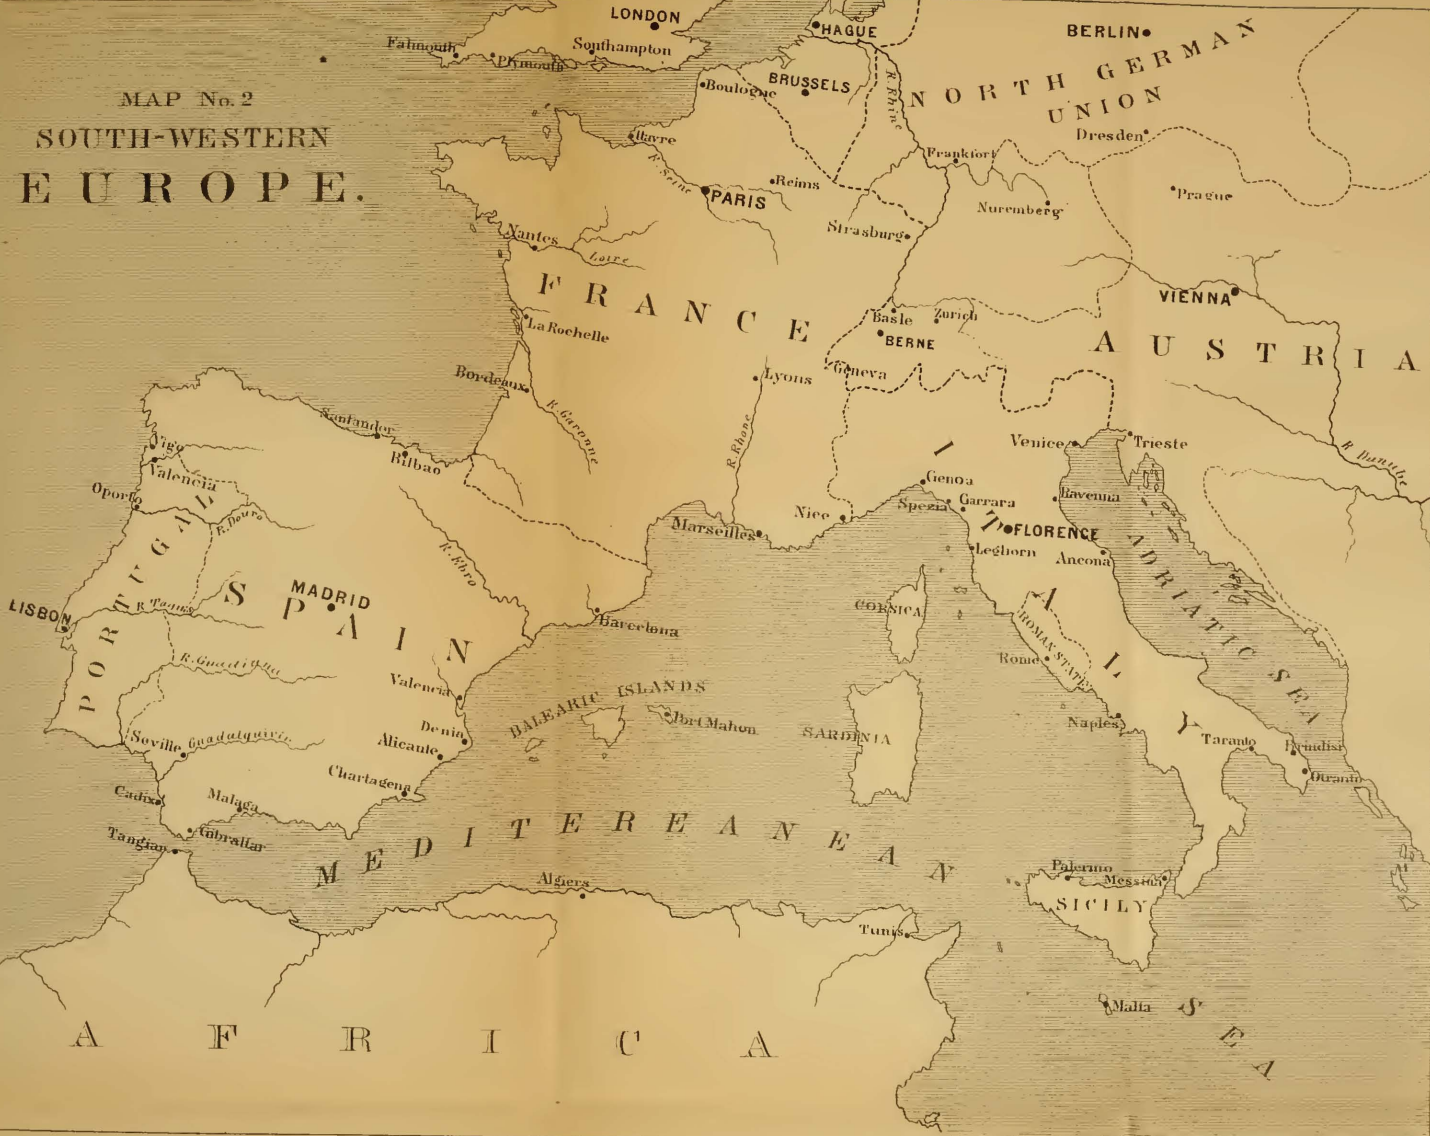 MAP No. 2
SOUTH-WESTERN
EUROPE.
LONDON
Falmouth
Southampton
Plymouth
HAGUE
BERLIN
NORTH GERMAN
UNION
Boulogne
BRUSSELS
R. Rhine
Dresden
Havre
R. Seine
Frankfort
Reims
PARIS
Prague
Nuremberg
Strasburg
Nantes
Loire
FRANCE
VIENNA
La Rochelle
Basle
Zurich
BERNE
AUSTRIA
Geneva
Lyons
Bordeaux
R. Garonne
R. Rhone
Santander
Bilbao
Vigo
Valencia
Oporto
R. Douro
PORTUGAL
Venice
Trieste
R. Danube
ITALY
Genoa
Spezia
Garrara
Ravenna
Nice
Marseilles
FLORENCE
Leghorn
Ancona
ADRIATIC SEA
R. Ebro
MADRID
SPAIN
LISBON
R. Tagus
Barcelona
CORSICA
ROMAN STATES
Rome
R. Guadiana
Valencia
BALEARIC ISLANDS
Port Mahon
Denia
Alicante
SARDINIA
Naples
Taranto
Brindisi
Otranto
Seville
Guadalquivir
Chartagena
Cadix
Malaga
Gibraltar
Tangian
MEDITEREANEAN SEA
Algiers
Palermo
Messina
SICILY
Tunis
Malta
AFRICA